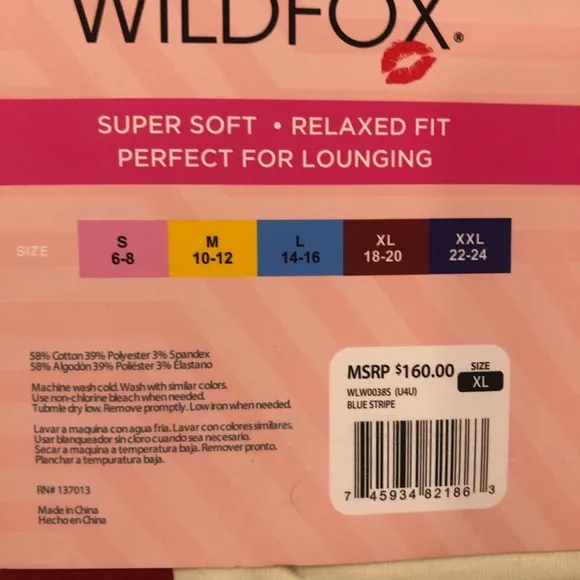 WILDFOX®
SUPER SOFT • RELAXED FIT
PERFECT FOR LOUNGING
SIZE
S
6-8
M
10-12
L
14-16
XL
18-20
XXL
22-24
58% Cotton 39% Polyester 3% Spandex
58% Algodón 39% Poliéster 3% Elastano
Machine wash cold. Wash with similar colors.
Use non-chlorine bleach when needed.
Tubmle dry low. Remove promptly. Low iron when needed.
Lavar a maquina con agua fria. Lavar con colores similares.
Usar blanqueador sin cloro cuando sea necesario.
Secar a maquina a temperatura baja. Remover pronto.
Planchar a tempuratura baja.
RN# 137013
Made in China
Hecho en China
MSRP $160.00
SIZE
XL
WLW0038S (U4U)
BLUE STRIPE
7 45934 82186 3